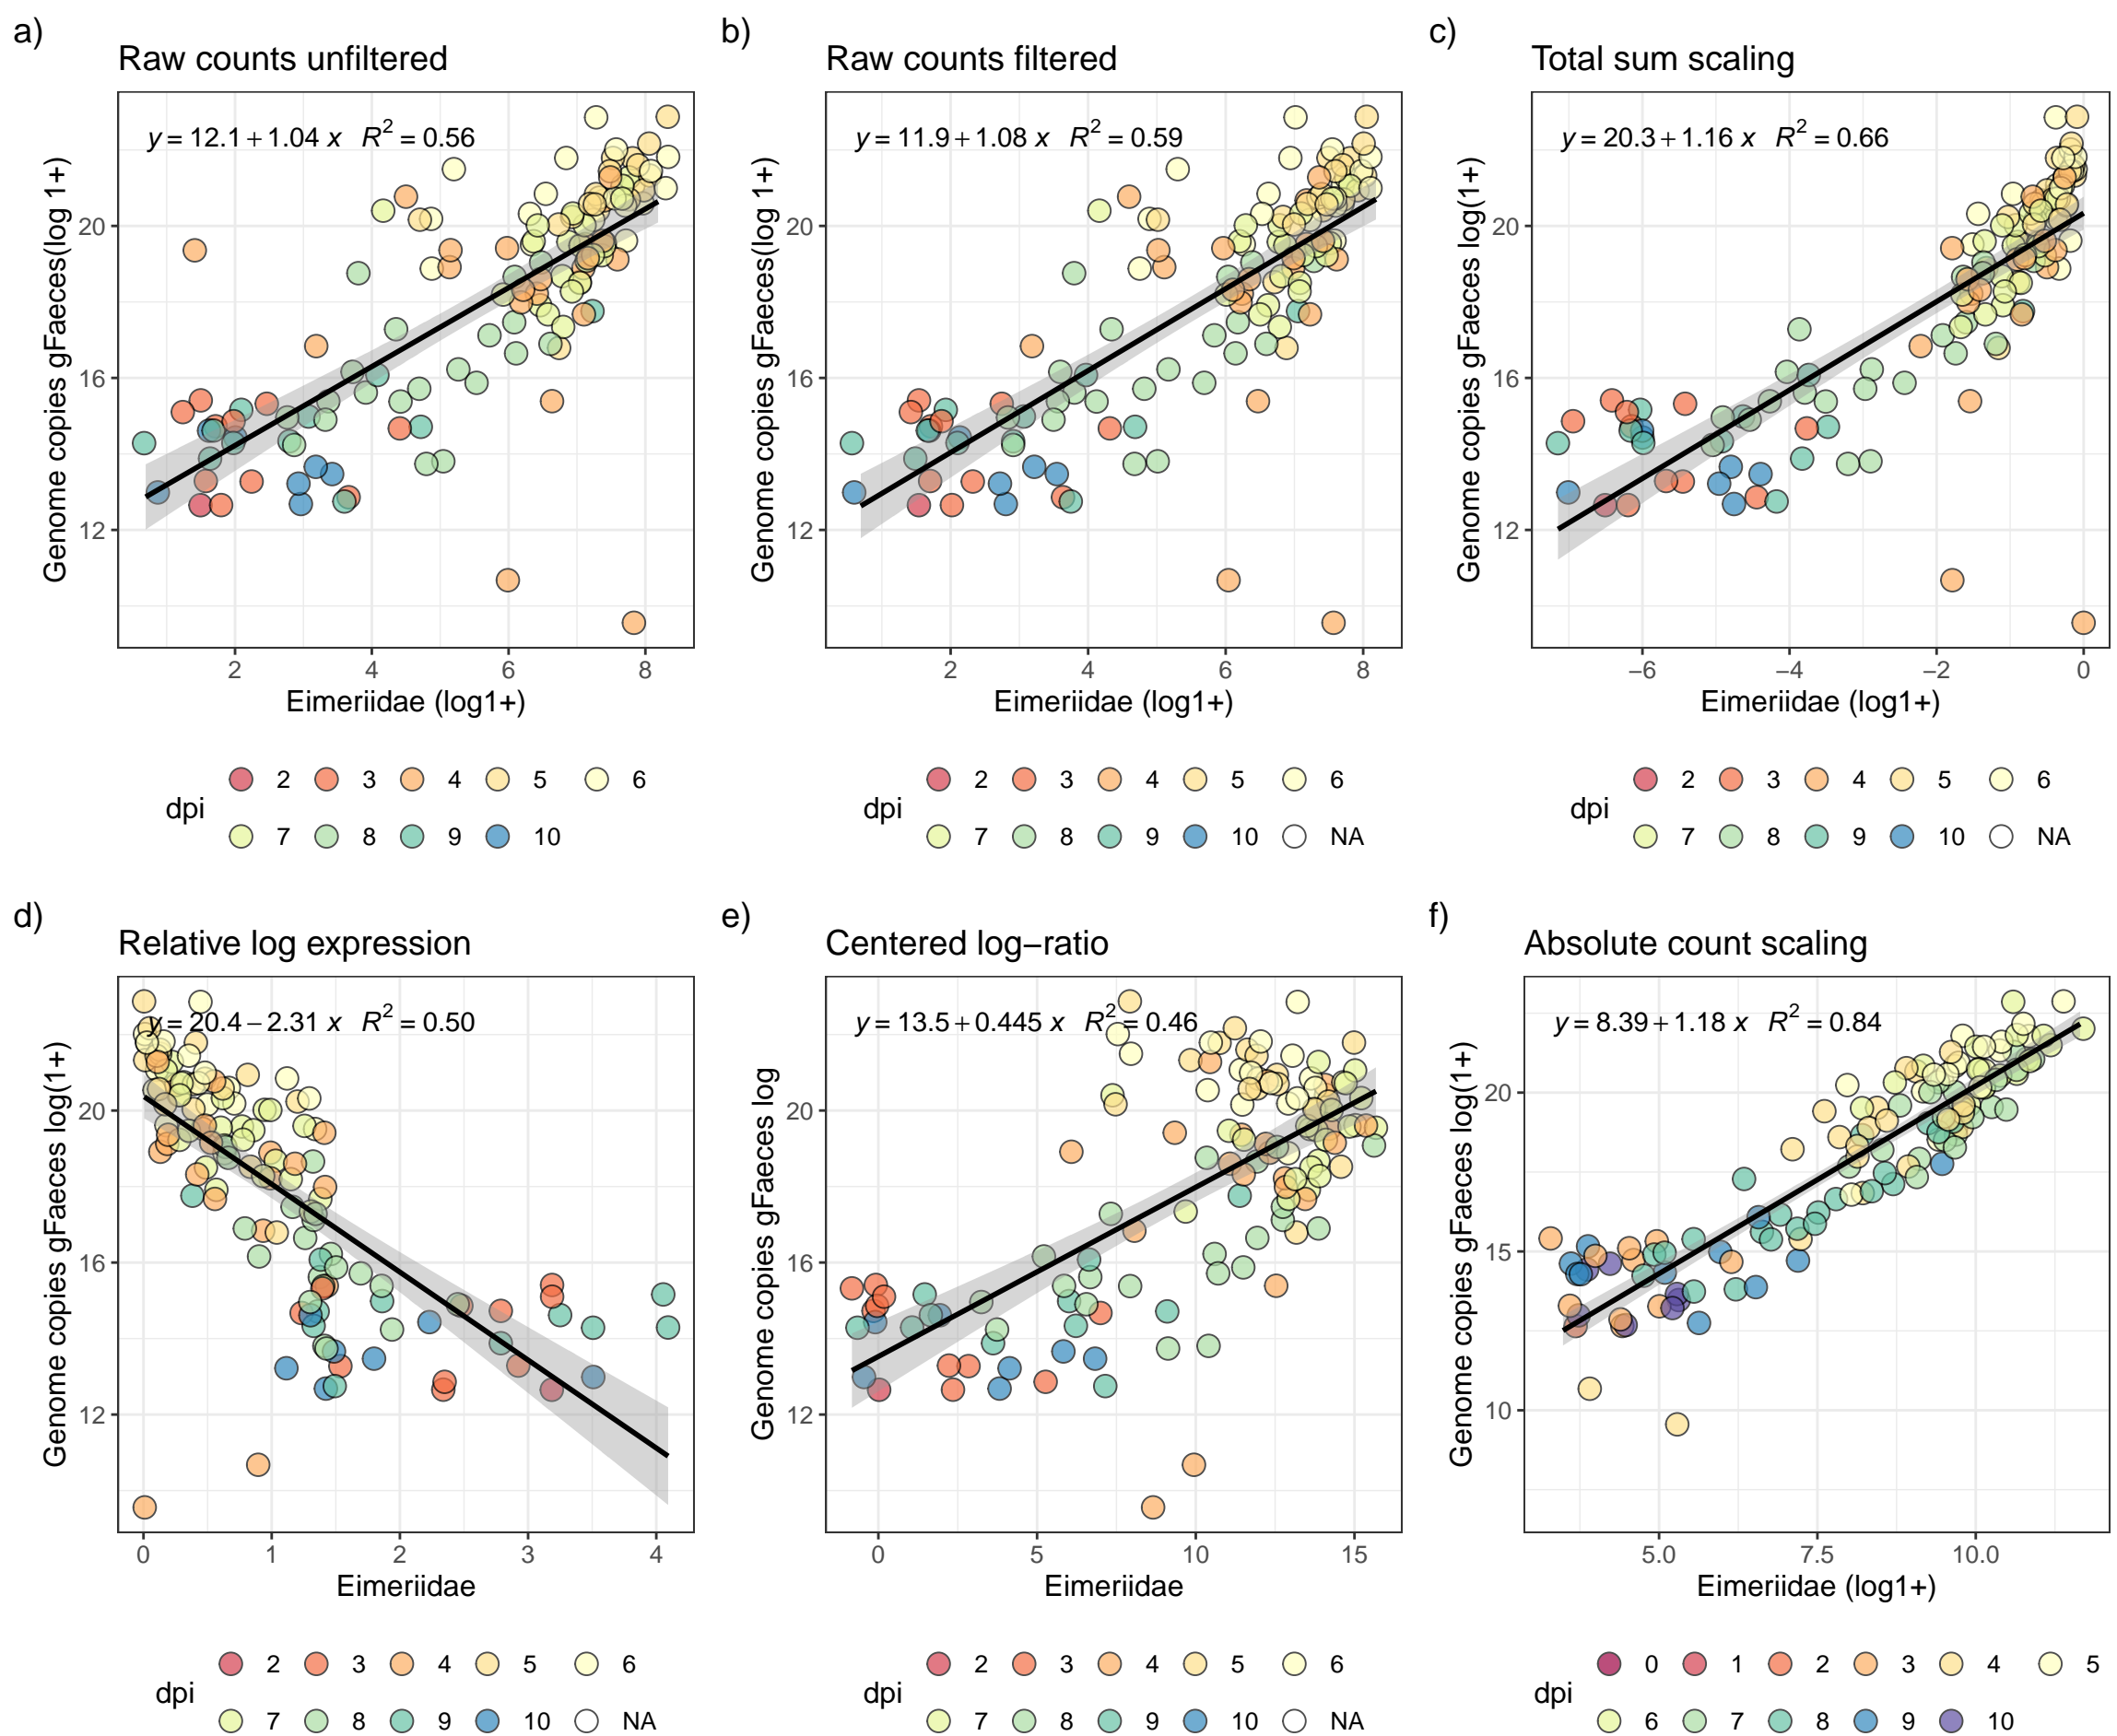 a)
Raw counts unfiltered
y = 12.1 + 1.04 x R² = 0.56
Genome copies gFaeces(log 1+)
20
16
12
2 4 6 8
Eimeriidae (log1+)
dpi
2 3 4 5 6
7 8 9 10
b)
Raw counts filtered
y = 11.9 + 1.08 x R² = 0.59
Genome copies gFaeces(log 1+)
20
16
12
2 4 6 8
Eimeriidae (log1+)
dpi
2 3 4 5 6
7 8 9 10 NA
c)
Total sum scaling
y = 20.3 + 1.16 x R² = 0.66
Genome copies gFaeces log(1+)
20
16
12
−6 −4 −2 0
Eimeriidae (log1+)
dpi
2 3 4 5 6
7 8 9 10 NA
d)
Relative log expression
y = 20.4 − 2.31 x R² = 0.50
Genome copies gFaeces log(1+)
20
16
12
0 1 2 3 4
Eimeriidae
dpi
2 3 4 5 6
7 8 9 10 NA
e)
Centered log−ratio
y = 13.5 + 0.445 x R² = 0.46
Genome copies gFaeces log
20
16
12
0 5 10 15
Eimeriidae
dpi
2 3 4 5 6
7 8 9 10 NA
f)
Absolute count scaling
y = 8.39 + 1.18 x R² = 0.84
Genome copies gFaeces log(1+)
20
15
10
5.0 7.5 10.0
Eimeriidae (log1+)
dpi
0 1 2 3 4 5
6 7 8 9 10